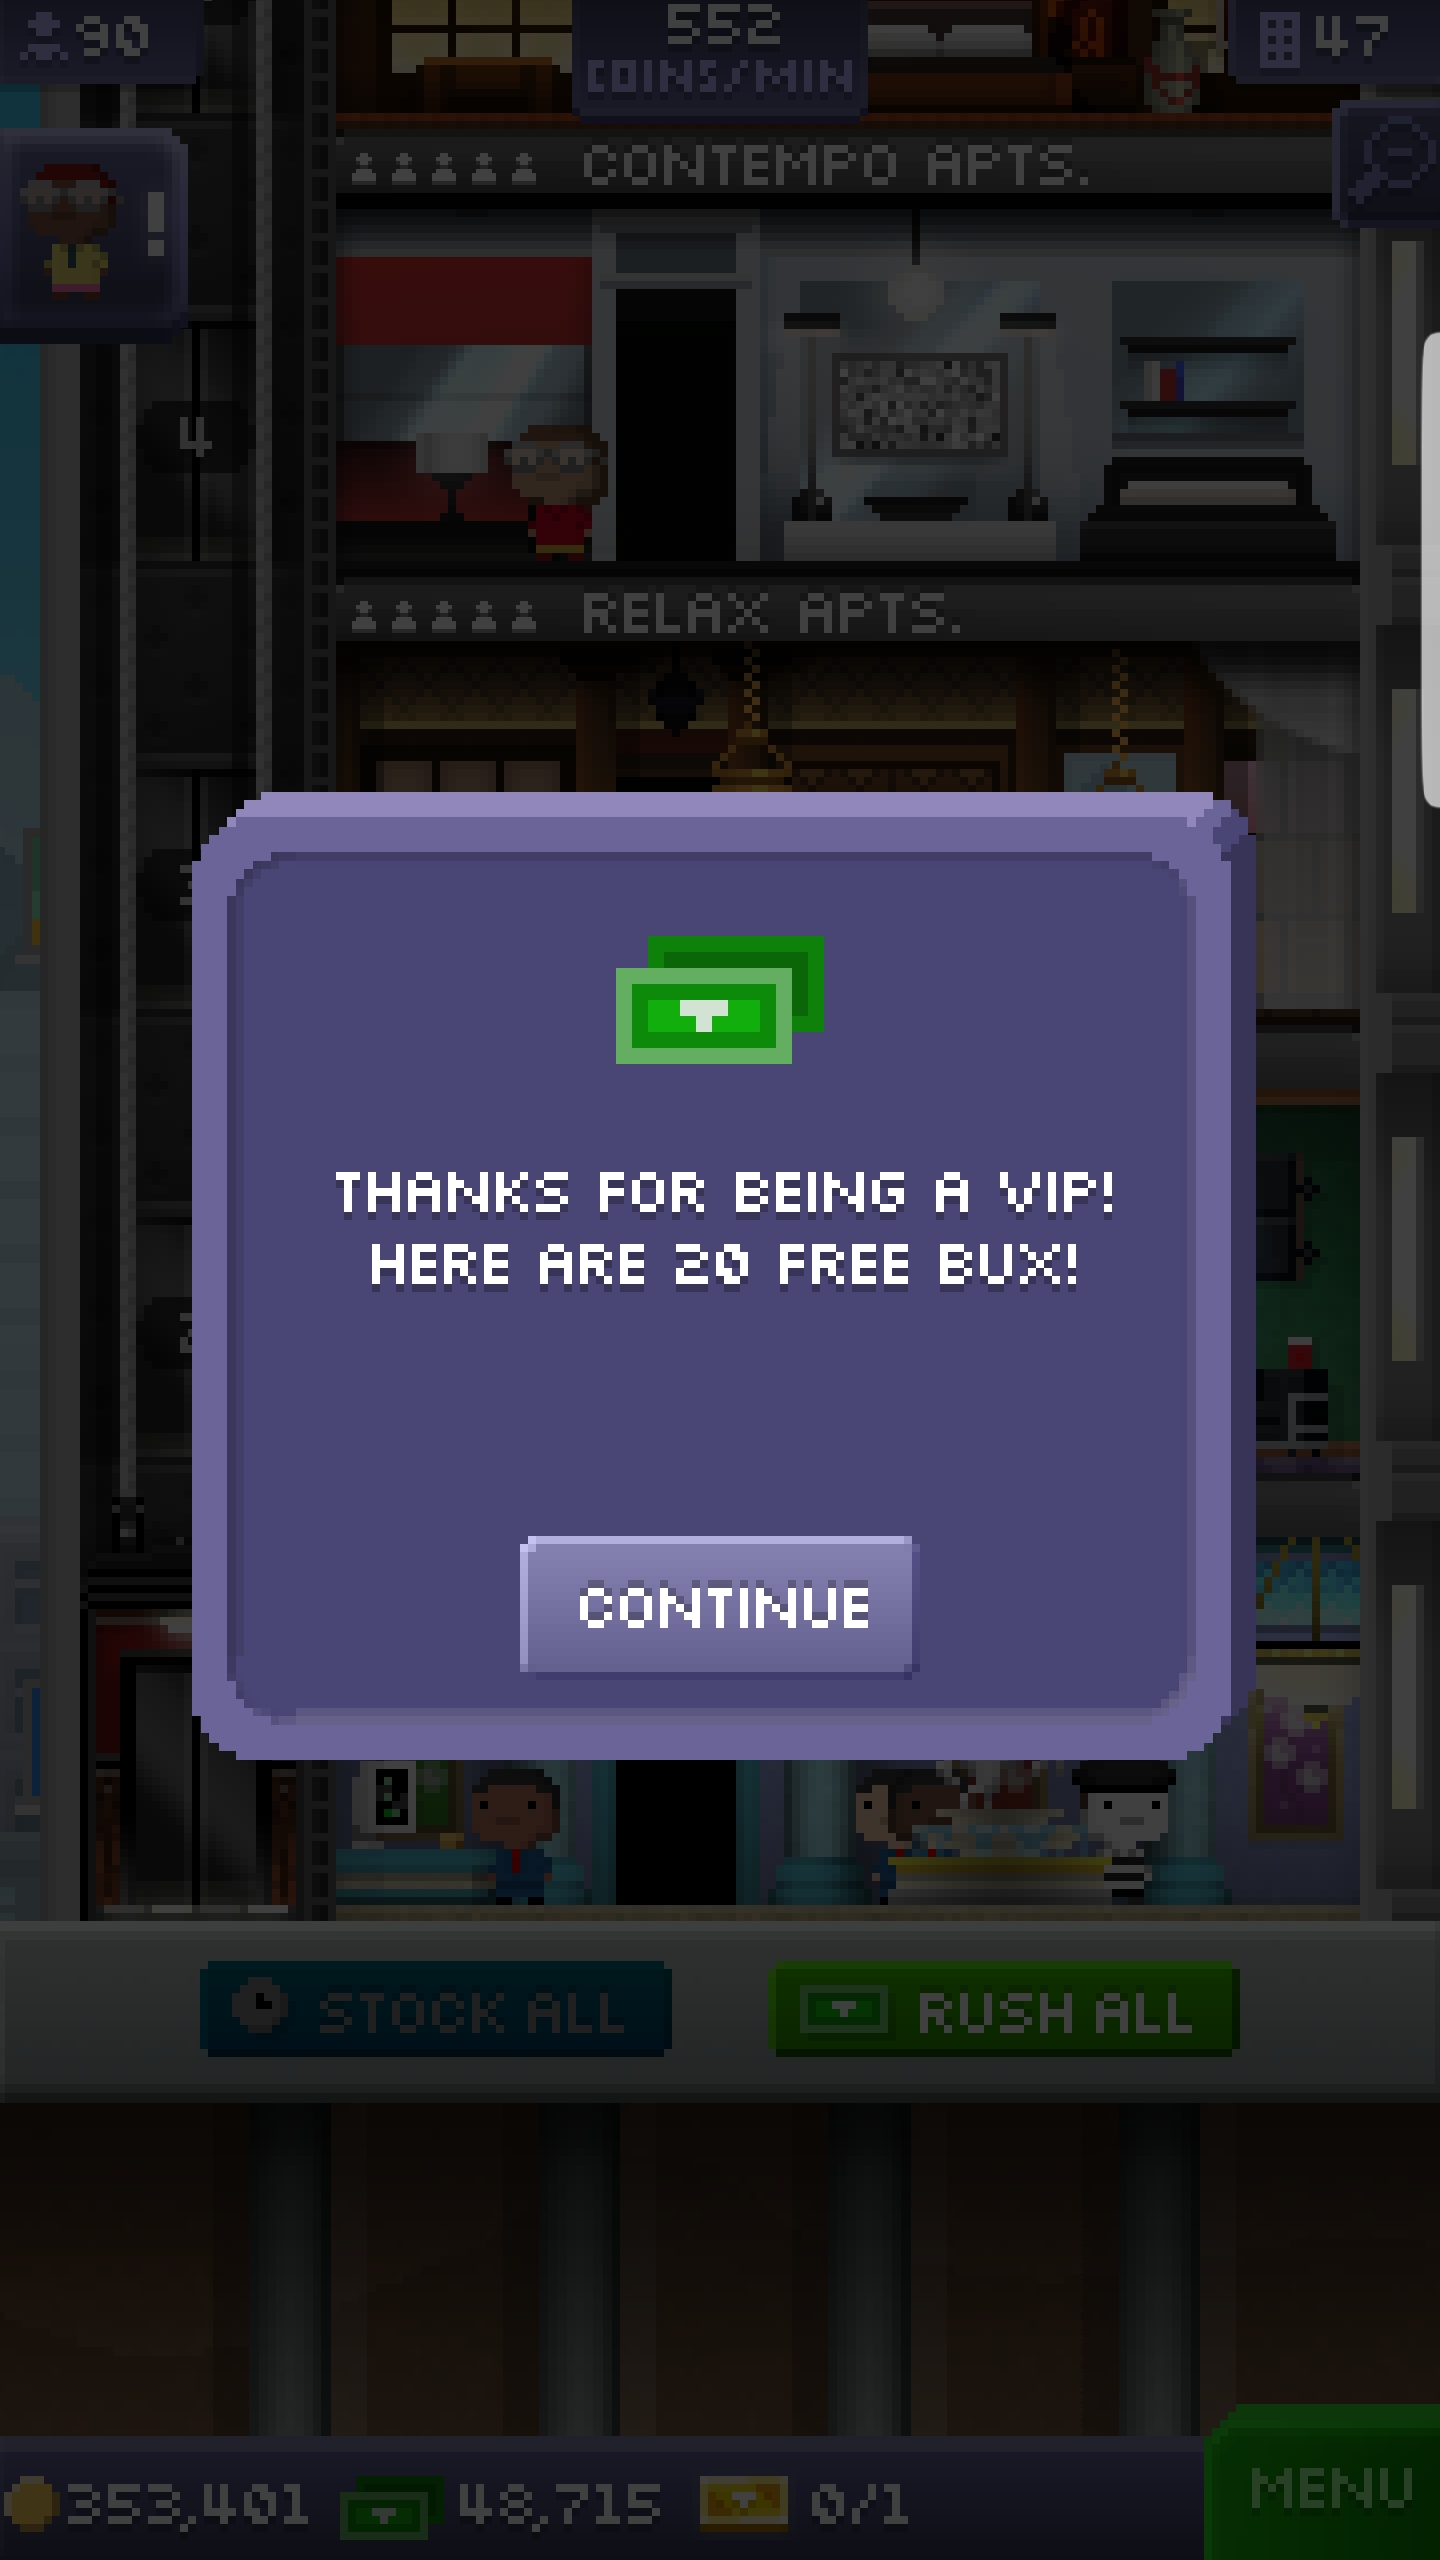 90
552
COINS/MIN
47
CONTEMPO APTS.
!
4
RELAX APTS.
THANKS FOR BEING A VIP!
HERE ARE 20 FREE BUX!
CONTINUE
STOCK ALL
RUSH ALL
353,401
48,715
0/1
MENU